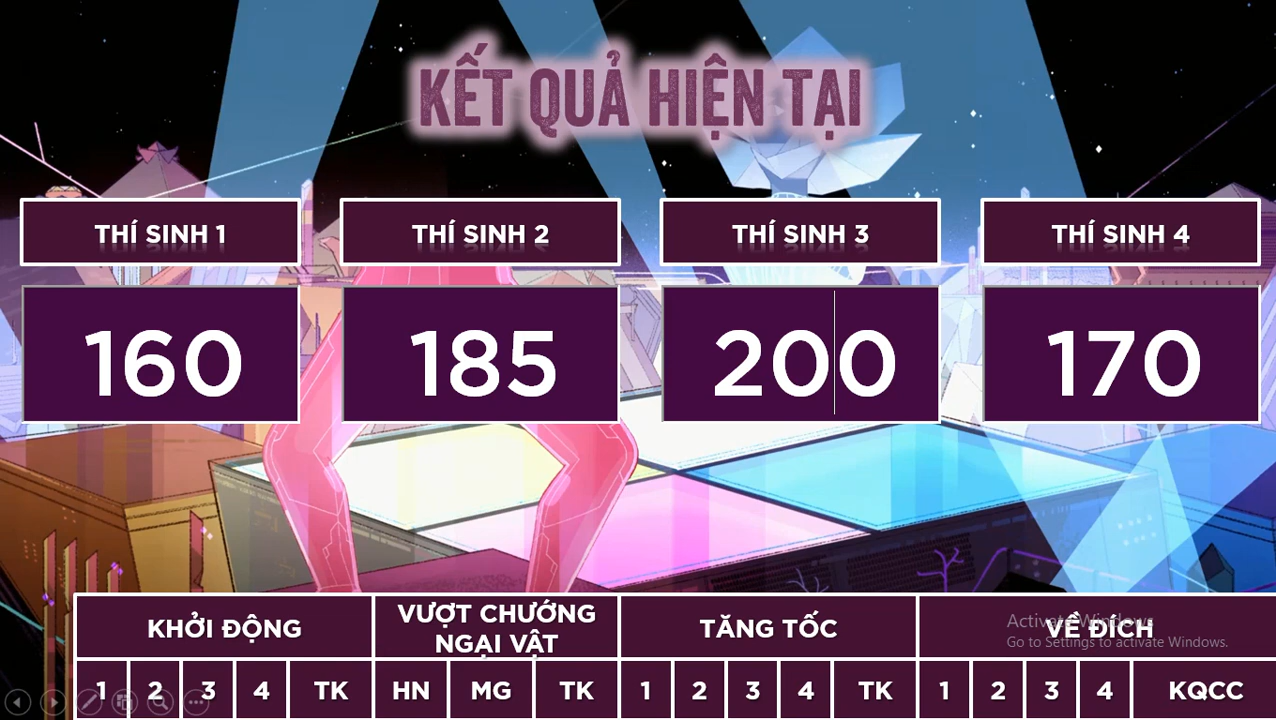 KẾT QUẢ HIỆN TẠI
THÍ SINH 1
THÍ SINH 2
THÍ SINH 3
THÍ SINH 4
160
185
200
170
KHỞI ĐỘNG
VƯỢT CHƯỚNG
NGẠI VẬT
TĂNG TỐC
VỀ ĐÍCH
Activate Windows
Go to Settings to activate Windows.
1 2 3 4 TK HN MG TK 1 2 3 4 TK 1 2 3 4 KQCC